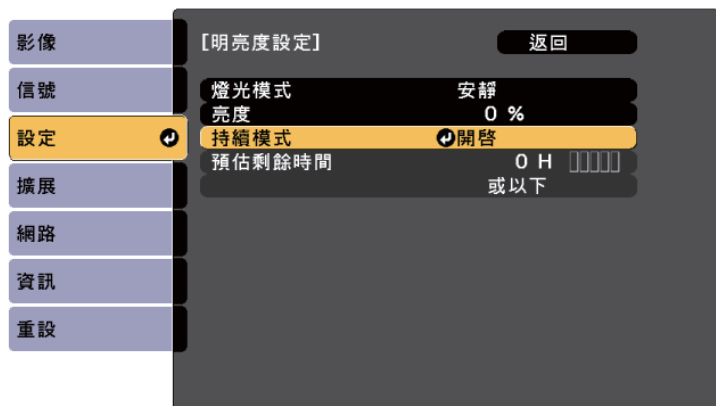 影像
信號
設定
擴展
網路
資訊
重設
[明亮度設定]
返回
燈光模式 安靜
亮度 0 %
持續模式 開啓
預估剩餘時間 0 H
或以下